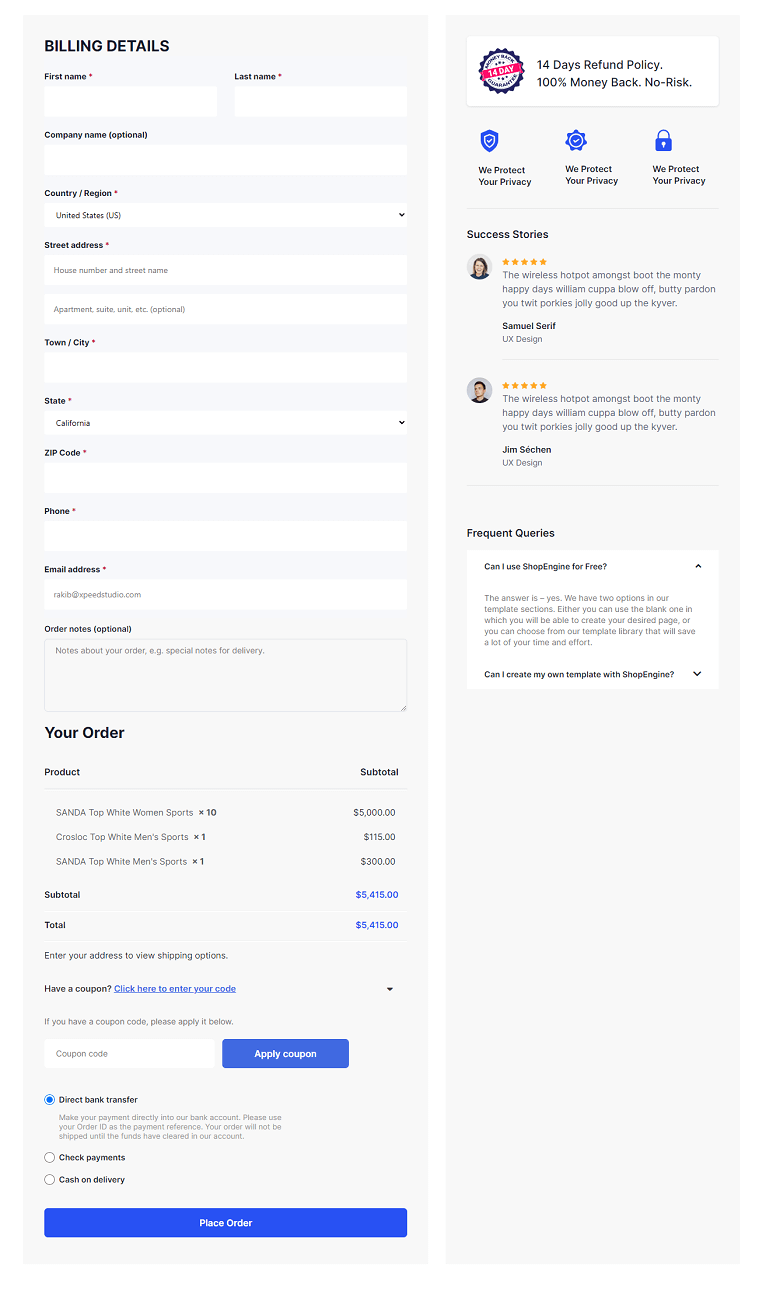 BILLING DETAILS
First name *
Last name *
Company name (optional)
Country / Region *
United States (US)
Street address *
House number and street name
Apartment, suite, unit, etc. (optional)
Town / City *
State *
California
ZIP Code *
Phone *
Email address *
rakib@xpeedstudio.com
Order notes (optional)
Notes about your order, e.g. special notes for delivery.
Your Order
Product Subtotal
SANDA Top White Women Sports × 10 $5,000.00
Crosloc Top White Men's Sports × 1 $115.00
SANDA Top White Men's Sports × 1 $300.00
Subtotal $5,415.00
Total $5,415.00
Enter your address to view shipping options.
Have a coupon? Click here to enter your code
If you have a coupon code, please apply it below.
Coupon code
Apply coupon
Direct bank transfer
Make your payment directly into our bank account. Please use
your Order ID as the payment reference. Your order will not be
shipped until the funds have cleared in our account.
Check payments
Cash on delivery
Place Order
MONEY BACK
14 DAY
GUARANTEE
14 Days Refund Policy.
100% Money Back. No-Risk.
We Protect
Your Privacy
We Protect
Your Privacy
We Protect
Your Privacy
Success Stories
The wireless hotpot amongst boot the monty
happy days william cuppa blow off, butty pardon
you twit porkies jolly good up the kyver.
Samuel Serif
UX Design
The wireless hotpot amongst boot the monty
happy days william cuppa blow off, butty pardon
you twit porkies jolly good up the kyver.
Jim Séchen
UX Design
Frequent Queries
Can I use ShopEngine for Free?
The answer is – yes. We have two options in our
template sections. Either you can use the blank one in
which you will be able to create your desired page, or
you can choose from our template library that will save
a lot of your time and effort.
Can I create my own template with ShopEngine?